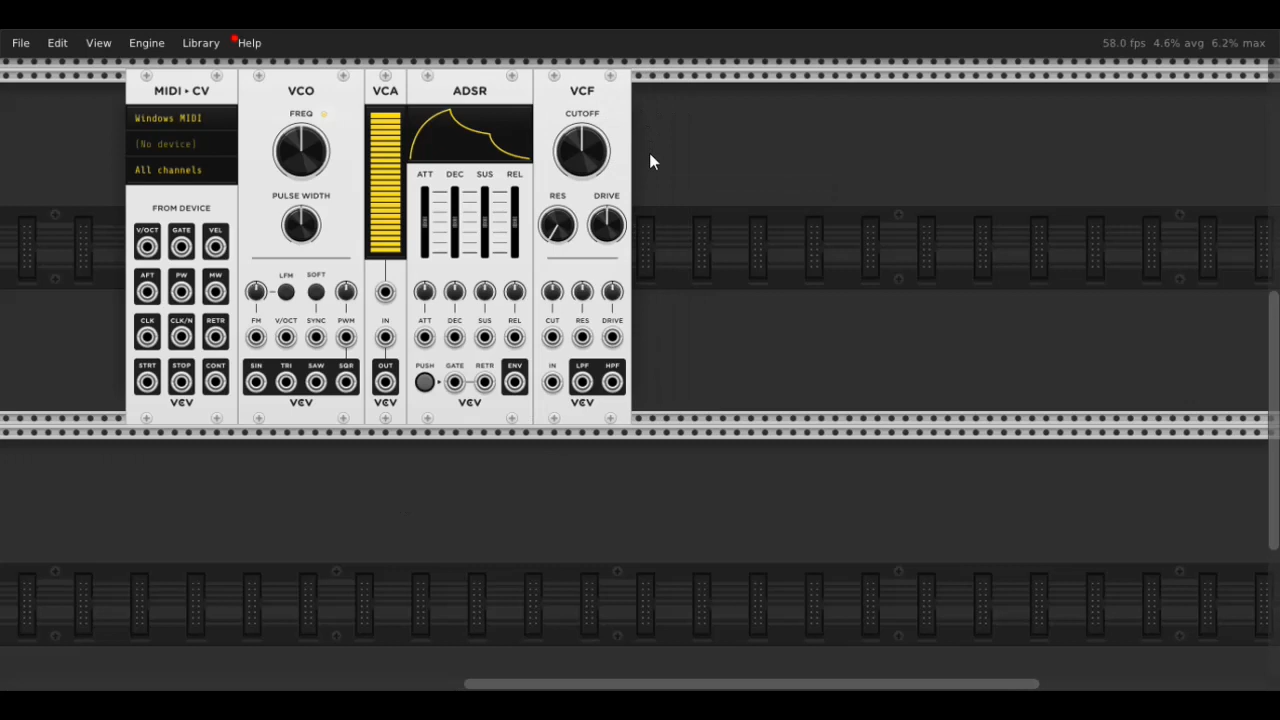 File Edit View Engine Library Help 58.0 fps 4.6% avg 6.2% max
MIDI▸CV VCO VCA ADSR VCF
Windows MIDI
[No device]
All channels
FROM DEVICE
V/OCT GATE VEL
AFT PW MW
CLK CLK/N RETR
STRT STOP CONT
VCV
FREQ
PULSE WIDTH
LFM SOFT
FM V/OCT SYNC PWM
SIN TRI SAW SQR
VCV
IN
OUT
VCV
ATT DEC SUS REL
ATT DEC SUS REL
PUSH GATE RETR ENV
VCV
CUTOFF
RES DRIVE
CUT RES DRIVE
IN LPF HPF
VCV